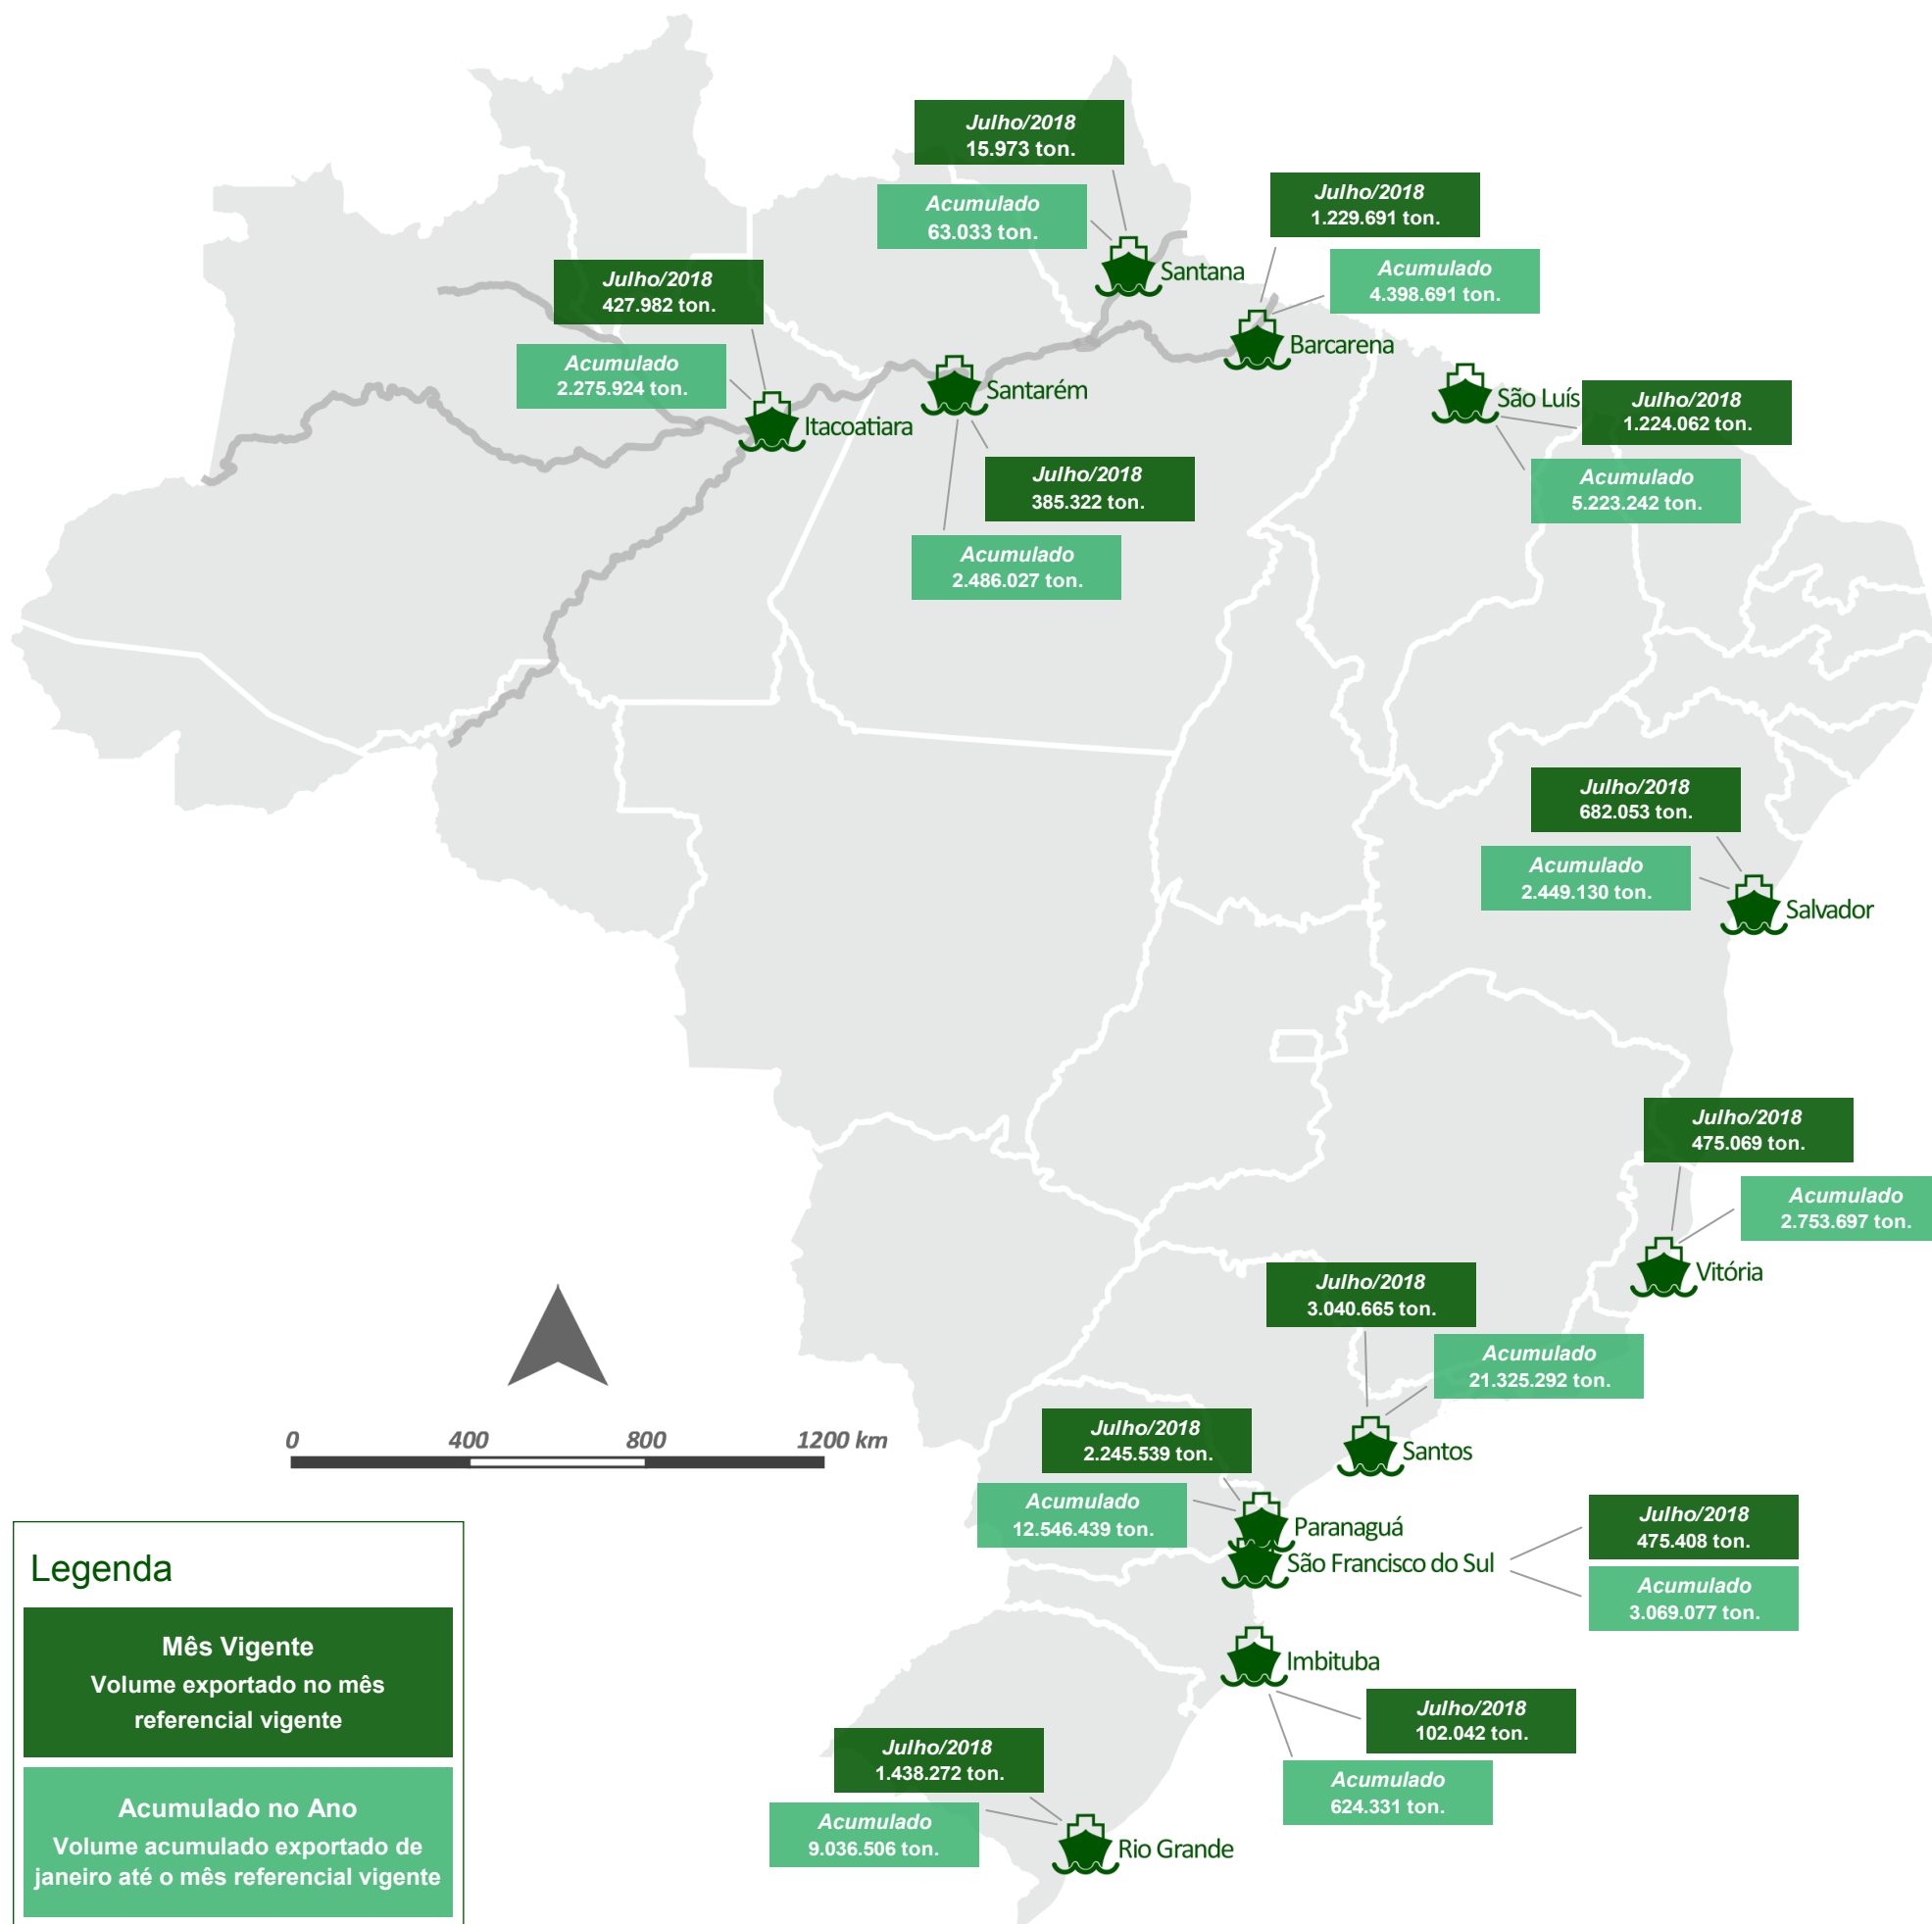 Julho/2018
15.973 ton.
Acumulado
63.033 ton.
Santana
Julho/2018
1.229.691 ton.
Acumulado
4.398.691 ton.
Barcarena
Julho/2018
427.982 ton.
Acumulado
2.275.924 ton.
Itacoatiara
Santarém
Julho/2018
385.322 ton.
Acumulado
2.486.027 ton.
São Luís
Julho/2018
1.224.062 ton.
Acumulado
5.223.242 ton.
Julho/2018
682.053 ton.
Acumulado
2.449.130 ton.
Salvador
Julho/2018
475.069 ton.
Acumulado
2.753.697 ton.
Vitória
Julho/2018
3.040.665 ton.
Acumulado
21.325.292 ton.
Santos
Julho/2018
2.245.539 ton.
Acumulado
12.546.439 ton.
Paranaguá
São Francisco do Sul
Julho/2018
475.408 ton.
Acumulado
3.069.077 ton.
Imbituba
Julho/2018
102.042 ton.
Acumulado
624.331 ton.
Julho/2018
1.438.272 ton.
Acumulado
9.036.506 ton.
Rio Grande
0 400 800 1200 km
Legenda
Mês Vigente
Volume exportado no mês
referencial vigente
Acumulado no Ano
Volume acumulado exportado de
janeiro até o mês referencial vigente